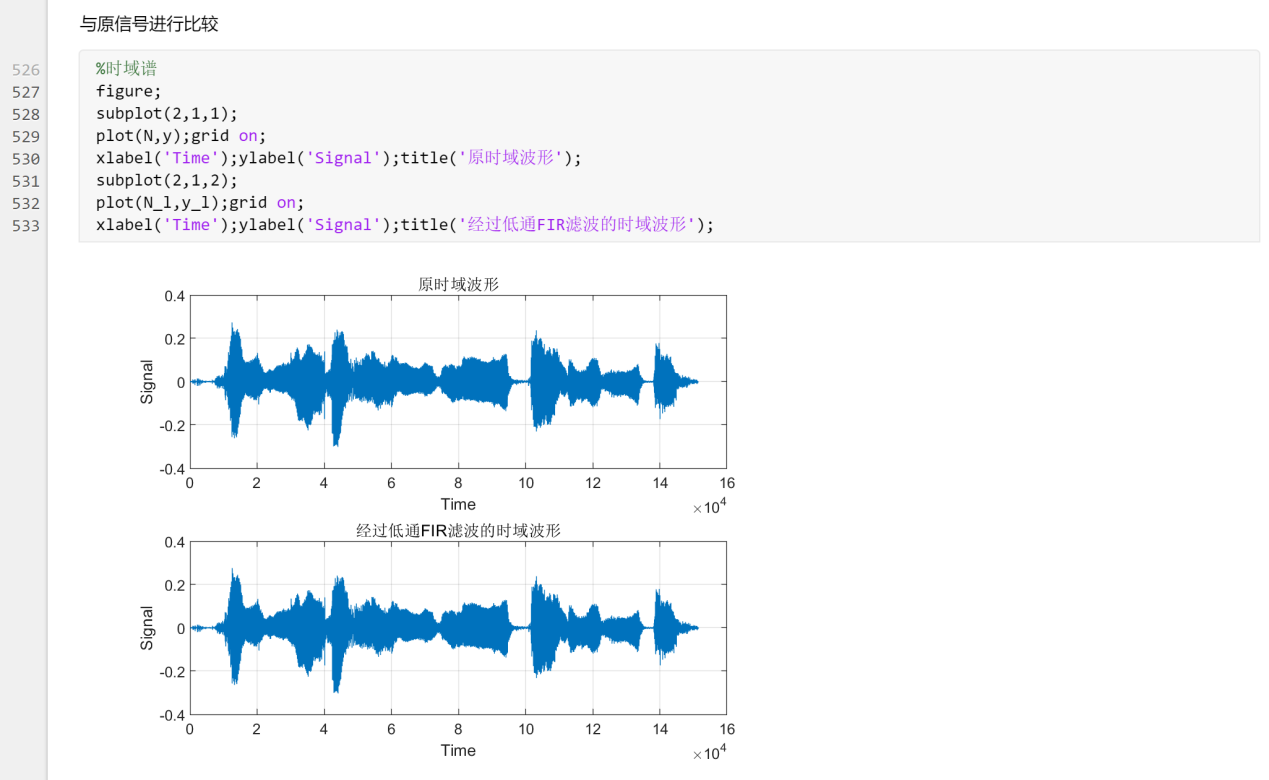 与原信号进行比较
526 %时域谱
527 figure;
528 subplot(2,1,1);
529 plot(N,y);grid on;
530 xlabel('Time');ylabel('Signal');title('原时域波形');
531 subplot(2,1,2);
532 plot(N_l,y_l);grid on;
533 xlabel('Time');ylabel('Signal');title('经过低通FIR滤波的时域波形');
原时域波形
0.4
0.2
0
-0.2
-0.4
Signal
0 2 4 6 8 10 12 14 16
Time
×10⁴
经过低通FIR滤波的时域波形
0.4
0.2
0
-0.2
-0.4
Signal
0 2 4 6 8 10 12 14 16
Time
×10⁴